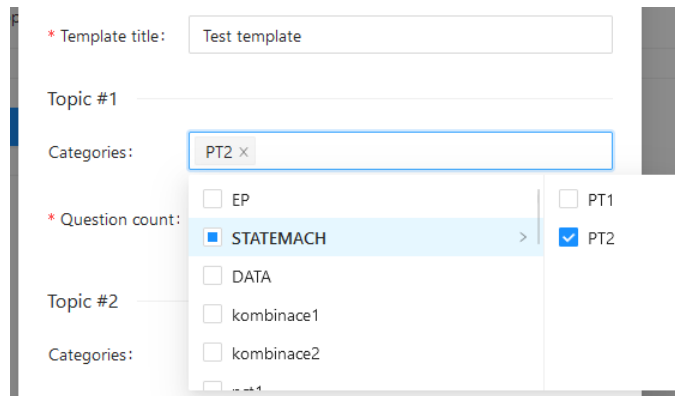 * Template title:
Test template
Topic #1
Categories:
PT2 ×
* Question count:
EP
STATEMACH >
DATA
kombinace1
kombinace2
PT1
PT2
Topic #2
Categories: